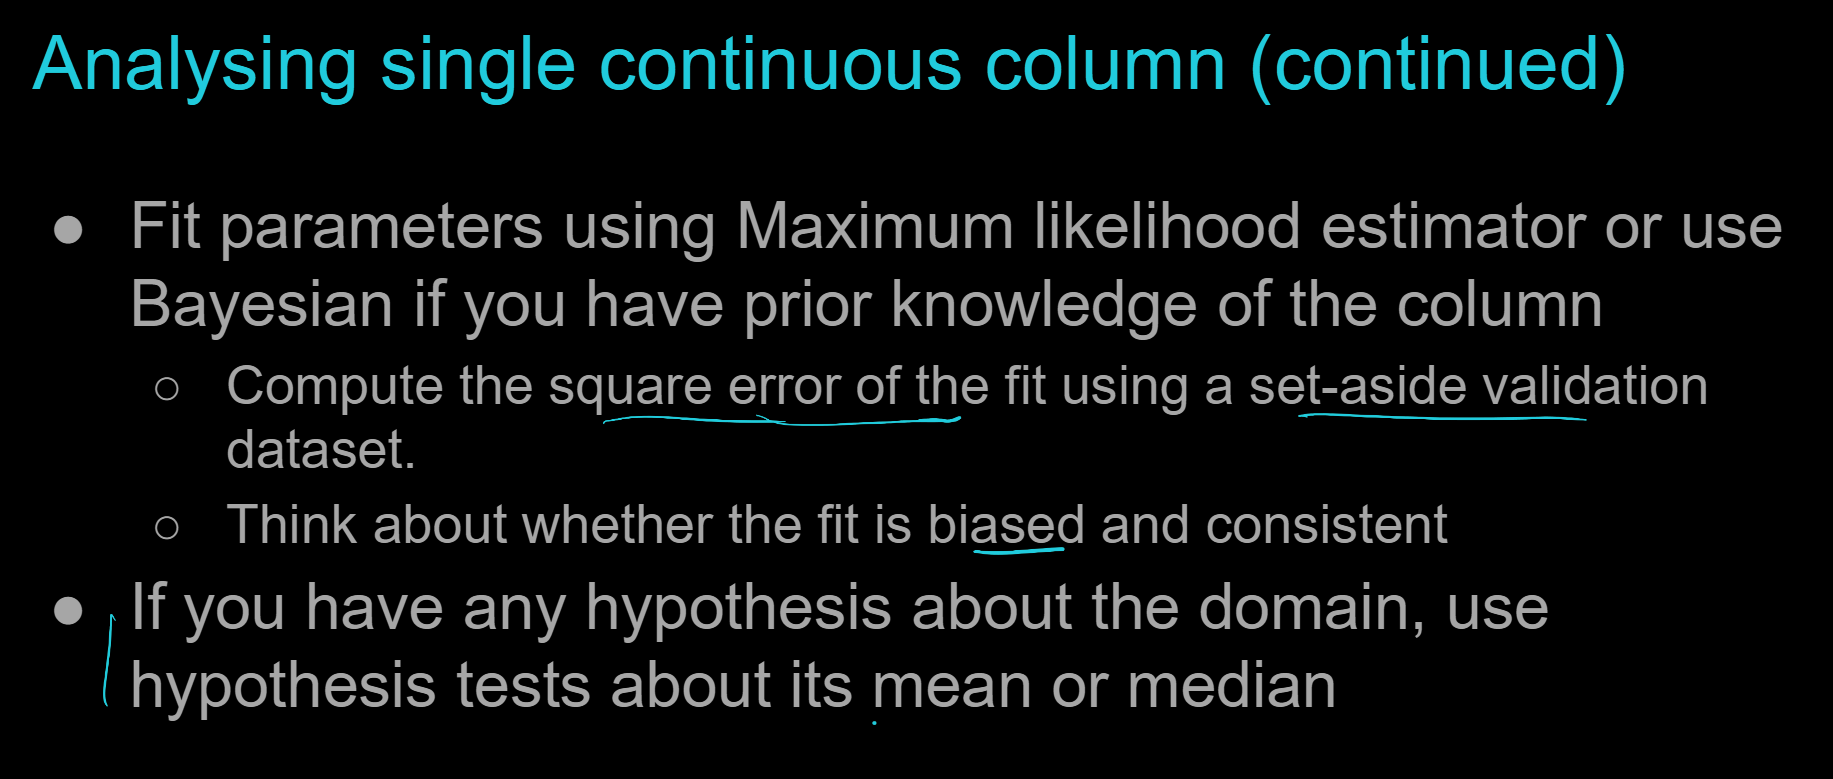 Analysing single continuous column (continued)
● Fit parameters using Maximum likelihood estimator or use
Bayesian if you have prior knowledge of the column
○ Compute the square error of the fit using a set-aside validation
dataset.
○ Think about whether the fit is biased and consistent
● If you have any hypothesis about the domain, use
hypothesis tests about its mean or median